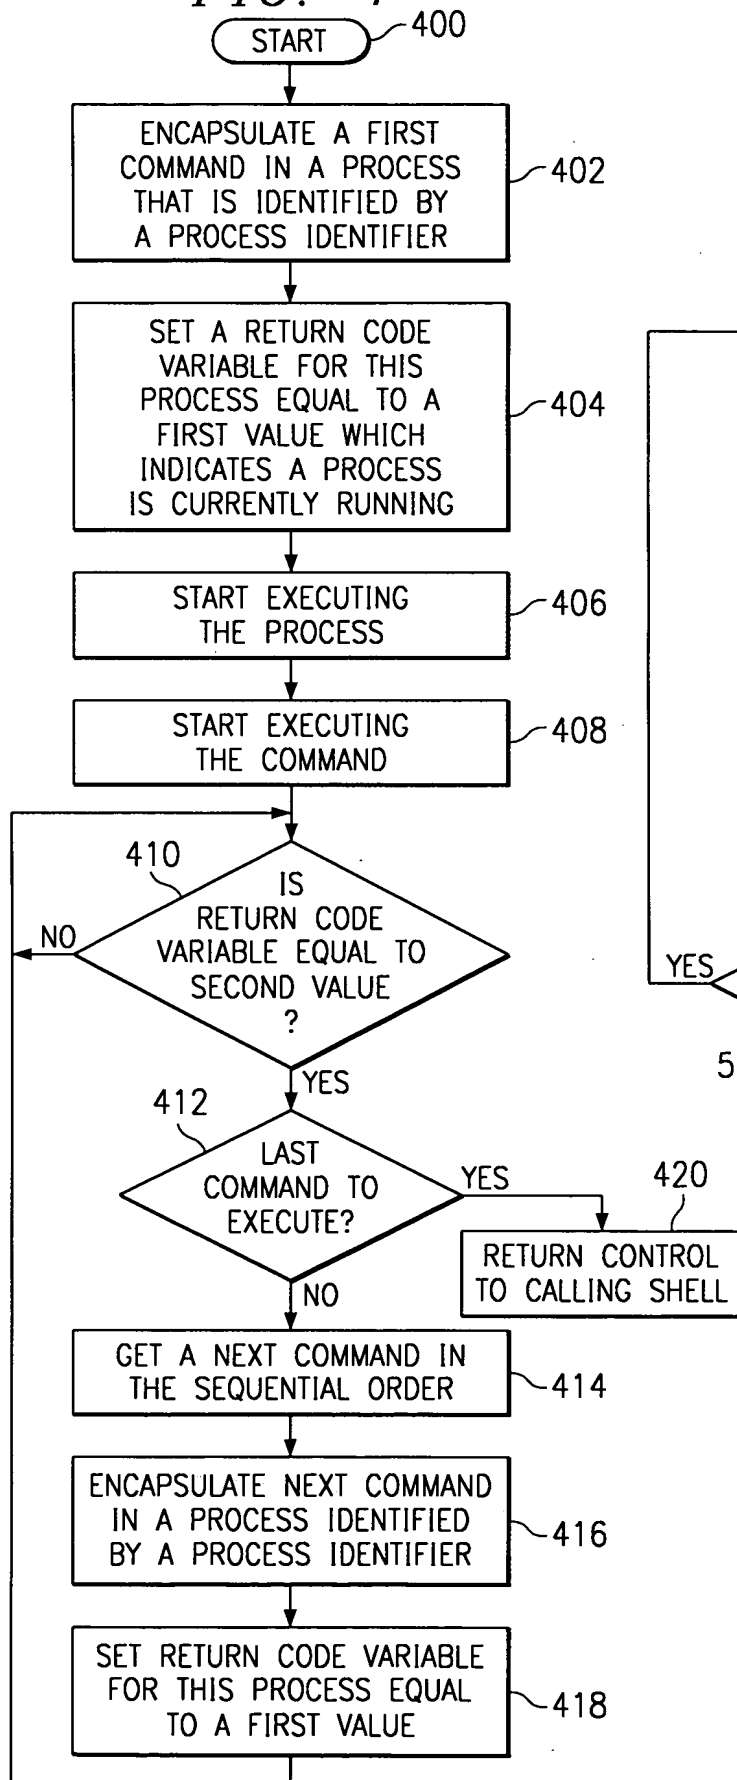 FIG. 4
START
400
ENCAPSULATE A FIRST
COMMAND IN A PROCESS
THAT IS IDENTIFIED BY
A PROCESS IDENTIFIER
402
SET A RETURN CODE
VARIABLE FOR THIS
PROCESS EQUAL TO A
FIRST VALUE WHICH
INDICATES A PROCESS
IS CURRENTLY RUNNING
404
START EXECUTING
THE PROCESS
406
START EXECUTING
THE COMMAND
408
410
IS
RETURN CODE
VARIABLE EQUAL TO
SECOND VALUE
?
NO
YES
YES
5
412
LAST
COMMAND TO
EXECUTE?
YES
420
RETURN CONTROL
TO CALLING SHELL
NO
GET A NEXT COMMAND IN
THE SEQUENTIAL ORDER
414
ENCAPSULATE NEXT COMMAND
IN A PROCESS IDENTIFIED
BY A PROCESS IDENTIFIER
416
SET RETURN CODE VARIABLE
FOR THIS PROCESS EQUAL
TO A FIRST VALUE
418